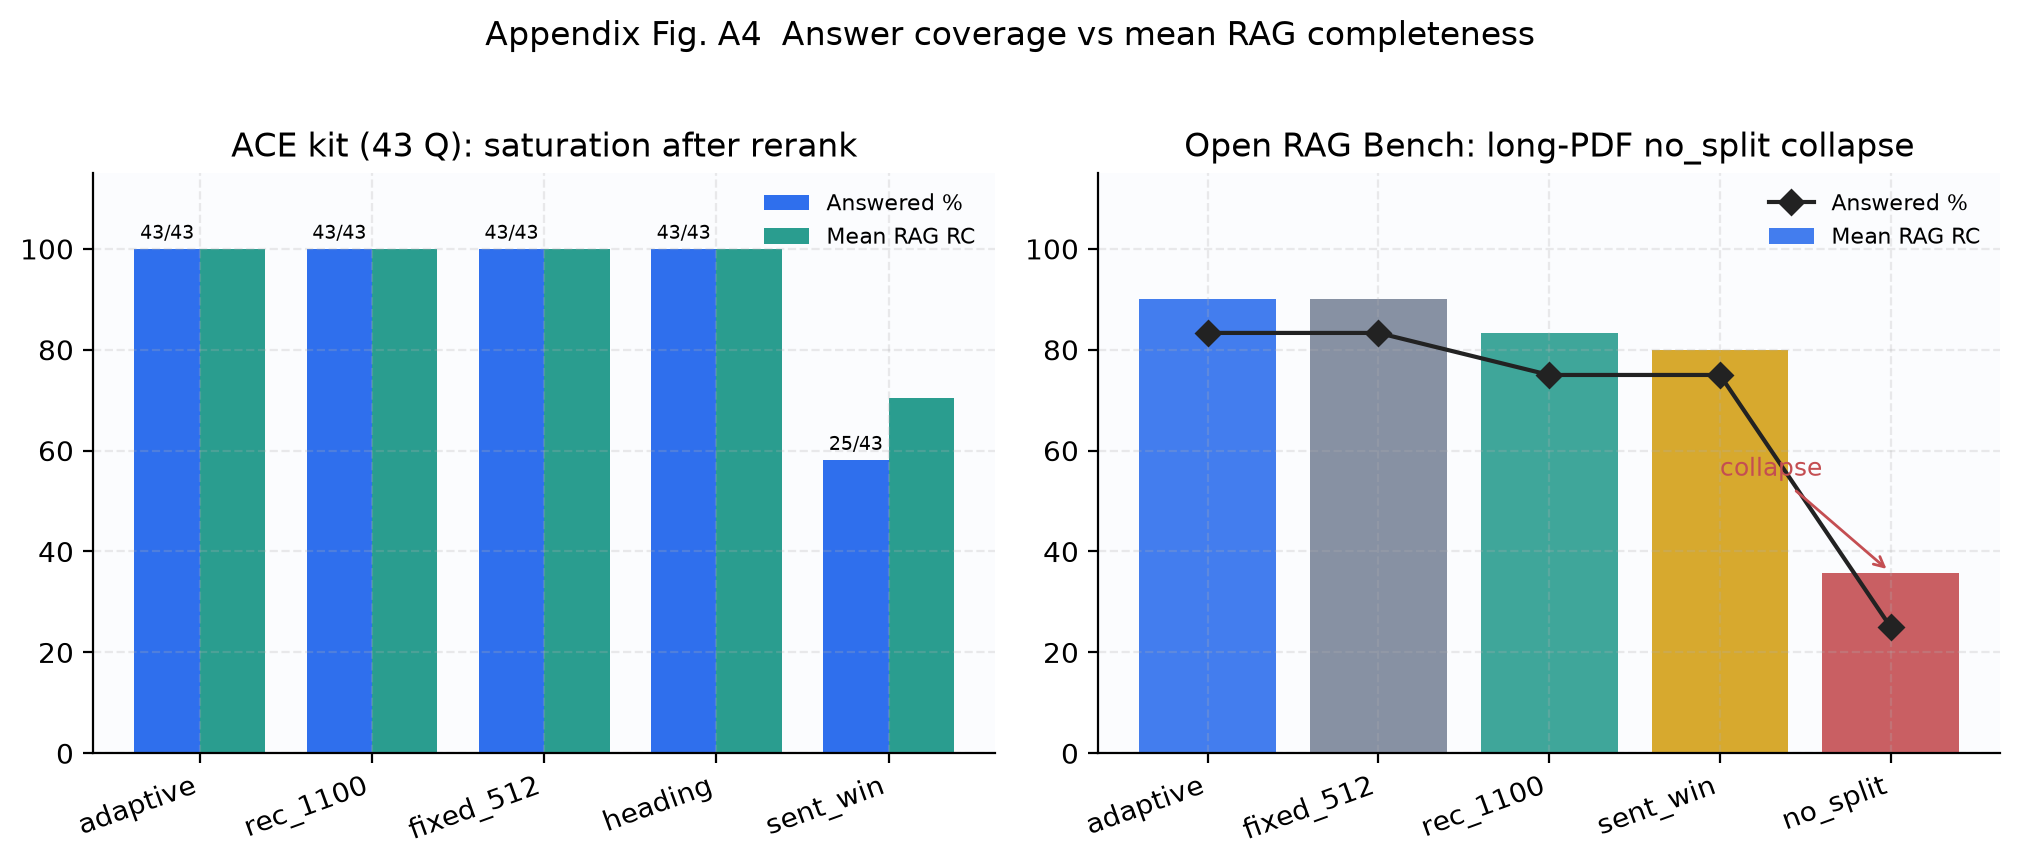 Appendix Fig. A4  Answer coverage vs mean RAG completeness
ACE kit (43 Q): saturation after rerank
Answered %
Mean RAG RC
43/43
43/43
43/43
43/43
25/43
100
80
60
40
20
0
adaptive
rec_1100
fixed_512
heading
sent_win
Open RAG Bench: long-PDF no_split collapse
Answered %
Mean RAG RC
collapse
100
80
60
40
20
0
adaptive
fixed_512
rec_1100
sent_win
no_split